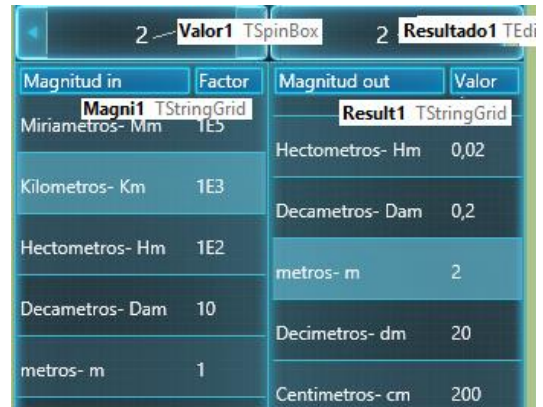 2 Valor1 TSpinBox
2 Resultado1 TEdi
Magnitud in Factor
Magnitud out Valor
Magni1 TStringGrid
Result1 TStringGrid
Miriametros- Mm 1E5
Hectometros- Hm 0,02
Kilometros- Km 1E3
Decametros- Dam 0,2
Hectometros- Hm 1E2
metros- m 2
Decametros- Dam 10
Decimetros- dm 20
metros- m 1
Centimetros- cm 200